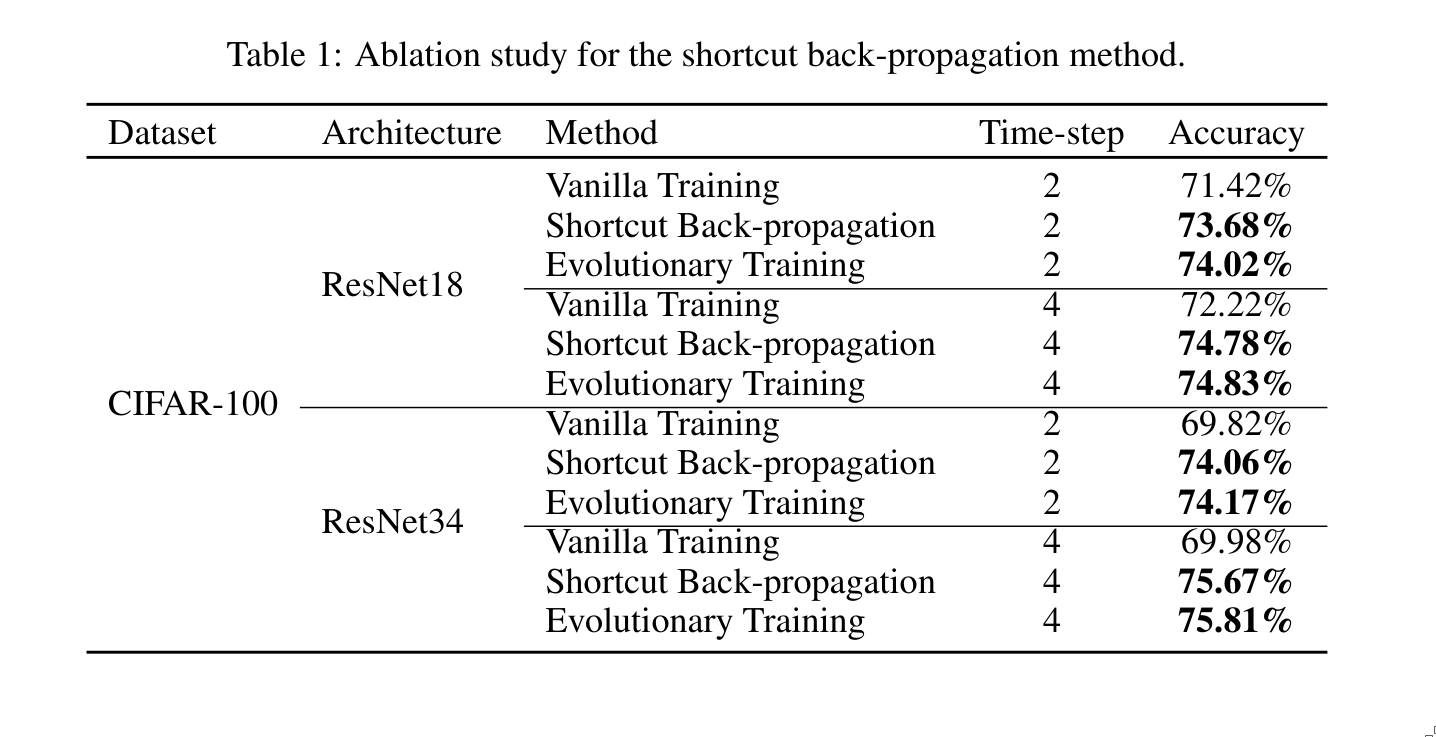 Table 1: Ablation study for the shortcut back-propagation method.
Dataset Architecture Method Time-step Accuracy
Vanilla Training 2 71.42%
Shortcut Back-propagation 2 73.68%
Evolutionary Training 2 74.02%
ResNet18
Vanilla Training 4 72.22%
Shortcut Back-propagation 4 74.78%
Evolutionary Training 4 74.83%
CIFAR-100
Vanilla Training 2 69.82%
Shortcut Back-propagation 2 74.06%
Evolutionary Training 2 74.17%
ResNet34
Vanilla Training 4 69.98%
Shortcut Back-propagation 4 75.67%
Evolutionary Training 4 75.81%